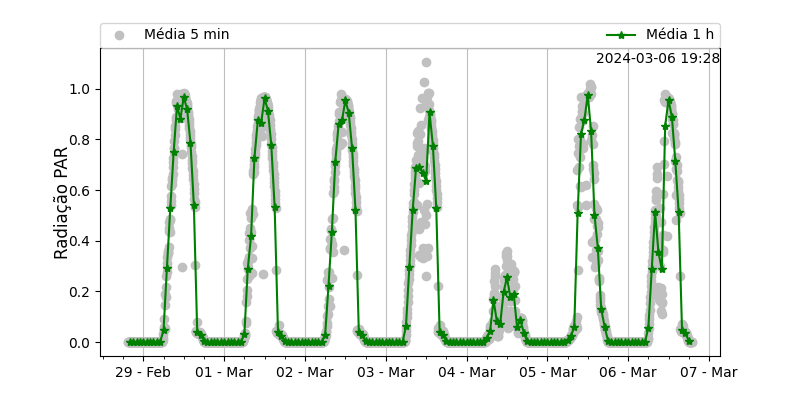 Média 5 min
Média 1 h
2024-03-06 19:28
Radiação PAR
1.0
0.8
0.6
0.4
0.2
0.0
29 - Feb
01 - Mar
02 - Mar
03 - Mar
04 - Mar
05 - Mar
06 - Mar
07 - Mar